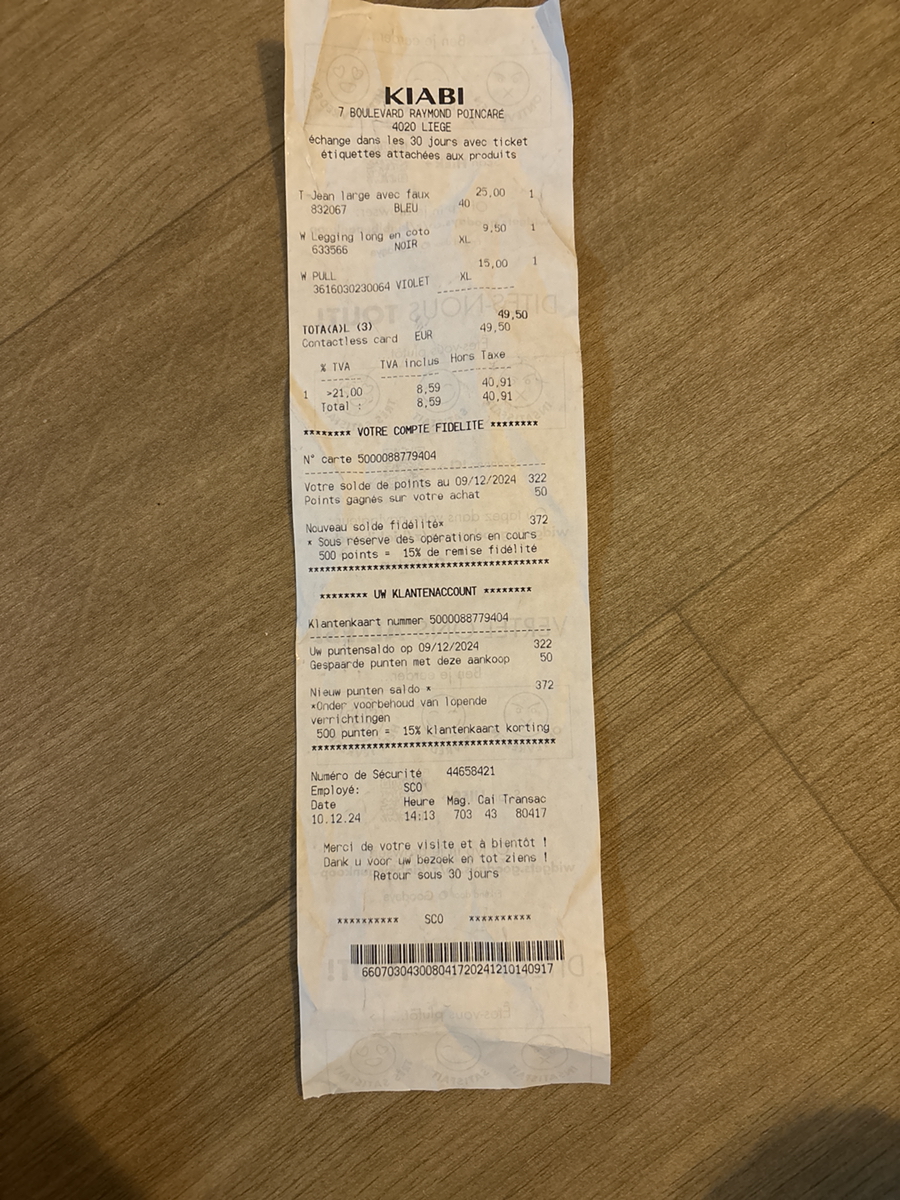 KIABI
7 BOULEVARD RAYMOND POINCARÉ
4020 LIEGE
échange dans les 30 jours avec ticket
étiquettes attachées aux produits
T Jean large avec faux 25,00 1
832067 BLEU 40
W Legging long en coto 9,50 1
633566 NOIR XL
W PULL 15,00 1
3616030230064 VIOLET XL
49,50
TOTA(A)L (3)
Contactless card EUR 49,50
% TVA TVA inclus Hors Taxe
1 >21,00 8,59 40,91
Total : 8,59 40,91
******** VOTRE COMPTE FIDELITE ********
N° carte 5000088779404
Votre solde de points au 09/12/2024 322
Points gagnés sur votre achat 50
Nouveau solde fidélité* 372
* Sous réserve des opérations en cours
500 points = 15% de remise fidélité
****************************************
******** UW KLANTENACCOUNT ********
Klantenkaart nummer 5000088779404
Uw puntensaldo op 09/12/2024 322
Gespaarde punten met deze aankoop 50
Nieuw punten saldo * 372
*Onder voorbehoud van lopende
verrichtingen
500 punten = 15% klantenkaart korting
****************************************
Numéro de Sécurité 44658421
Employé: SCO
Date Heure Mag. Cai Transac
10.12.24 14:13 703 43 80417
Merci de votre visite et à bientôt !
Dank u voor uw bezoek en tot ziens !
Retour sous 30 jours
********** SCO **********
660703043008041720241210140917